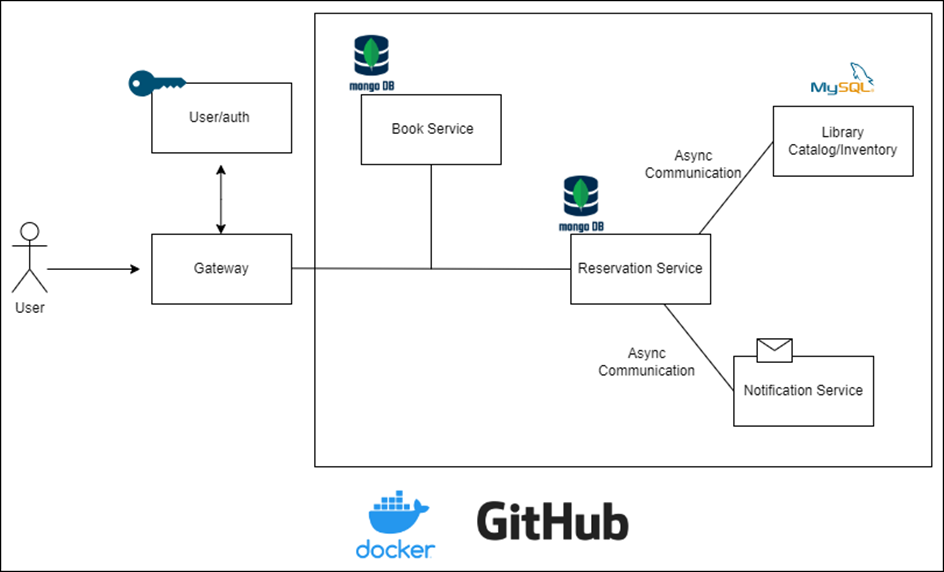 mongo DB
MySQL
User/auth
Book Service
Library
Catalog/Inventory
Async
Communication
mongo DB
Gateway
Reservation Service
User
Async
Communication
Notification Service
docker
GitHub